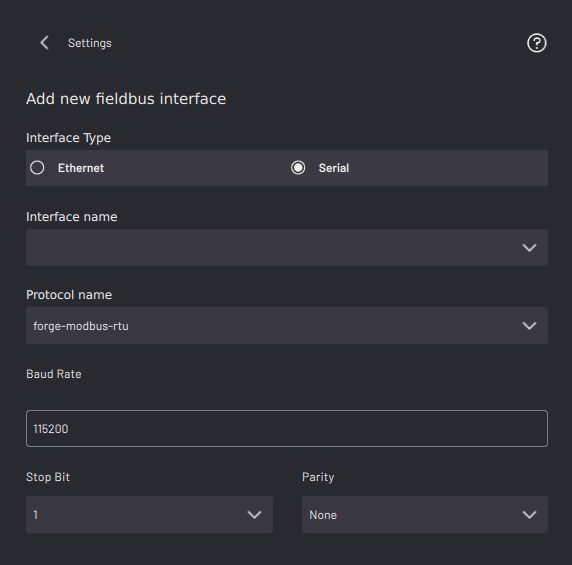 Settings
?
Add new fieldbus interface
Interface Type
Ethernet
Serial
Interface name
Protocol name
forge-modbus-rtu
Baud Rate
115200
Stop Bit
Parity
1
None